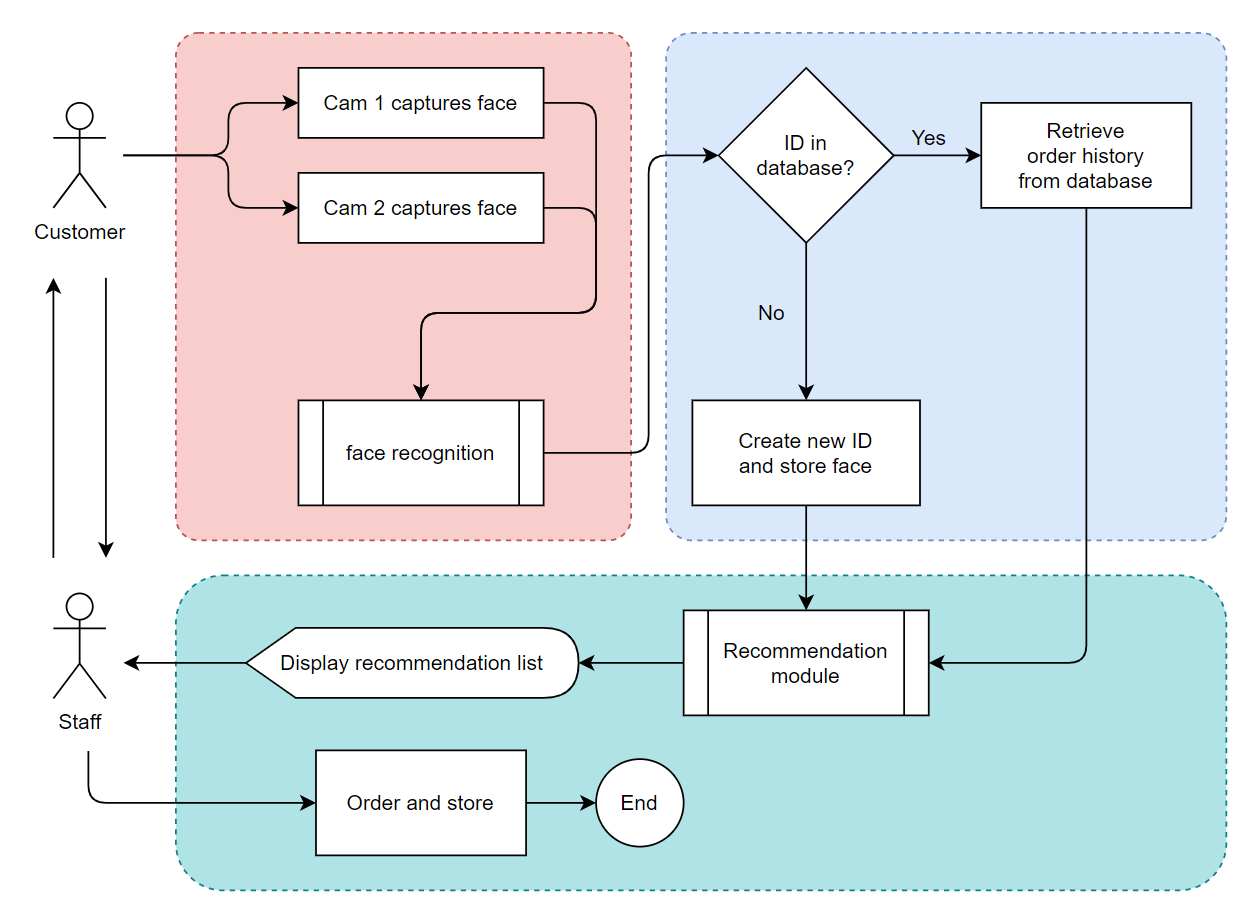 Cam 1 captures face
Cam 2 captures face
Customer
face recognition
ID in
database?
Yes
Retrieve
order history
from database
No
Create new ID
and store face
Recommendation
module
Display recommendation list
Staff
Order and store
End